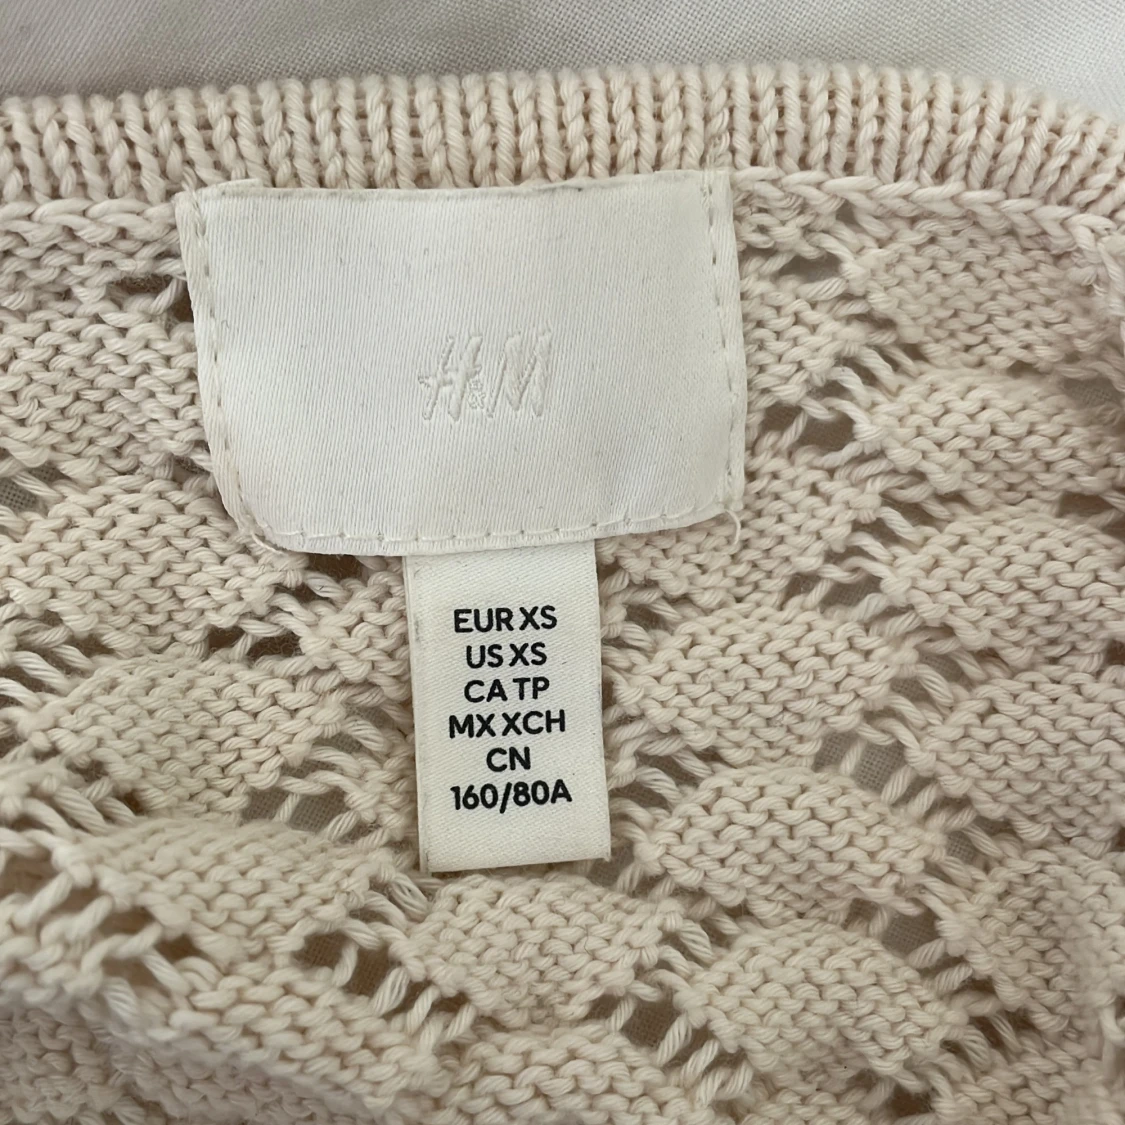 H&M
EUR XS
US XS
CA TP
MX XCH
CN
160/80A